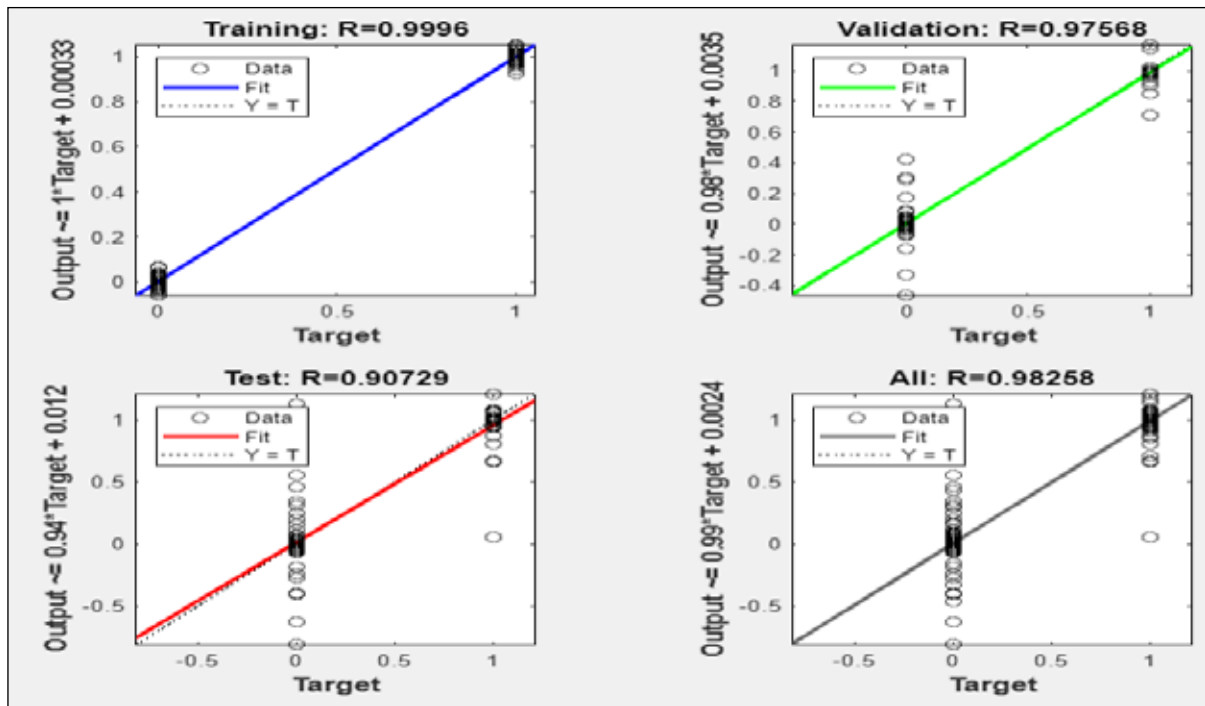 Training: R=0.9996
Output ~= 1*Target + 0.00033
1
0.8
0.6
0.4
0.2
0
Data
Fit
Y = T
0
0.5
1
Target
Validation: R=0.97568
Output ~= 0.98*Target + 0.0035
1
0.8
0.6
0.4
0.2
0
-0.2
-0.4
Data
Fit
Y = T
0
0.5
1
Target
Test: R=0.90729
Output ~= 0.94*Target + 0.012
1
0.5
0
-0.5
Data
Fit
Y = T
-0.5
0
0.5
1
Target
All: R=0.98258
Output ~= 0.99*Target + 0.0024
1
0.5
0
-0.5
Data
Fit
Y = T
-0.5
0
0.5
1
Target